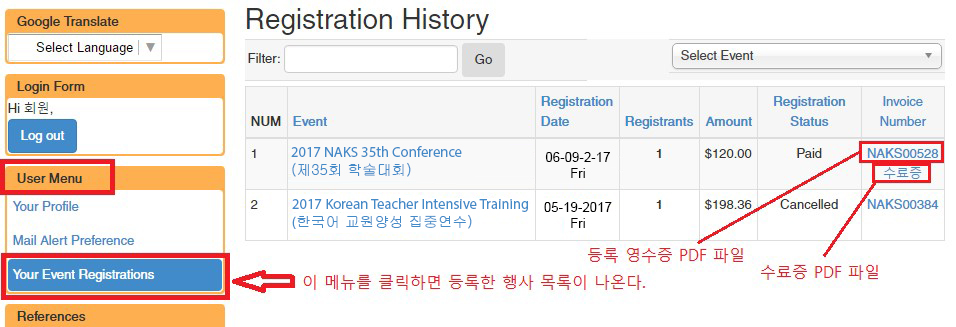 Google Translate
Select Language ▼
Login Form
Hi 회원,
Log out
User Menu
Your Profile
Mail Alert Preference
Your Event Registrations
References
Registration History
Filter: Go Select Event
NUM Event Registration Date Registrants Amount Registration Status Invoice Number
1 2017 NAKS 35th Conference 06-09-2-17 1 $120.00 Paid NAKS00528
(제35회 학술대회) Fri 수료증
2 2017 Korean Teacher Intensive Training 05-19-2017 1 $198.36 Cancelled NAKS00384
(한국어 교원양성 집중연수) Fri
등록 영수증 PDF 파일
수료증 PDF 파일
이 메뉴를 클릭하면 등록한 행사 목록이 나온다.